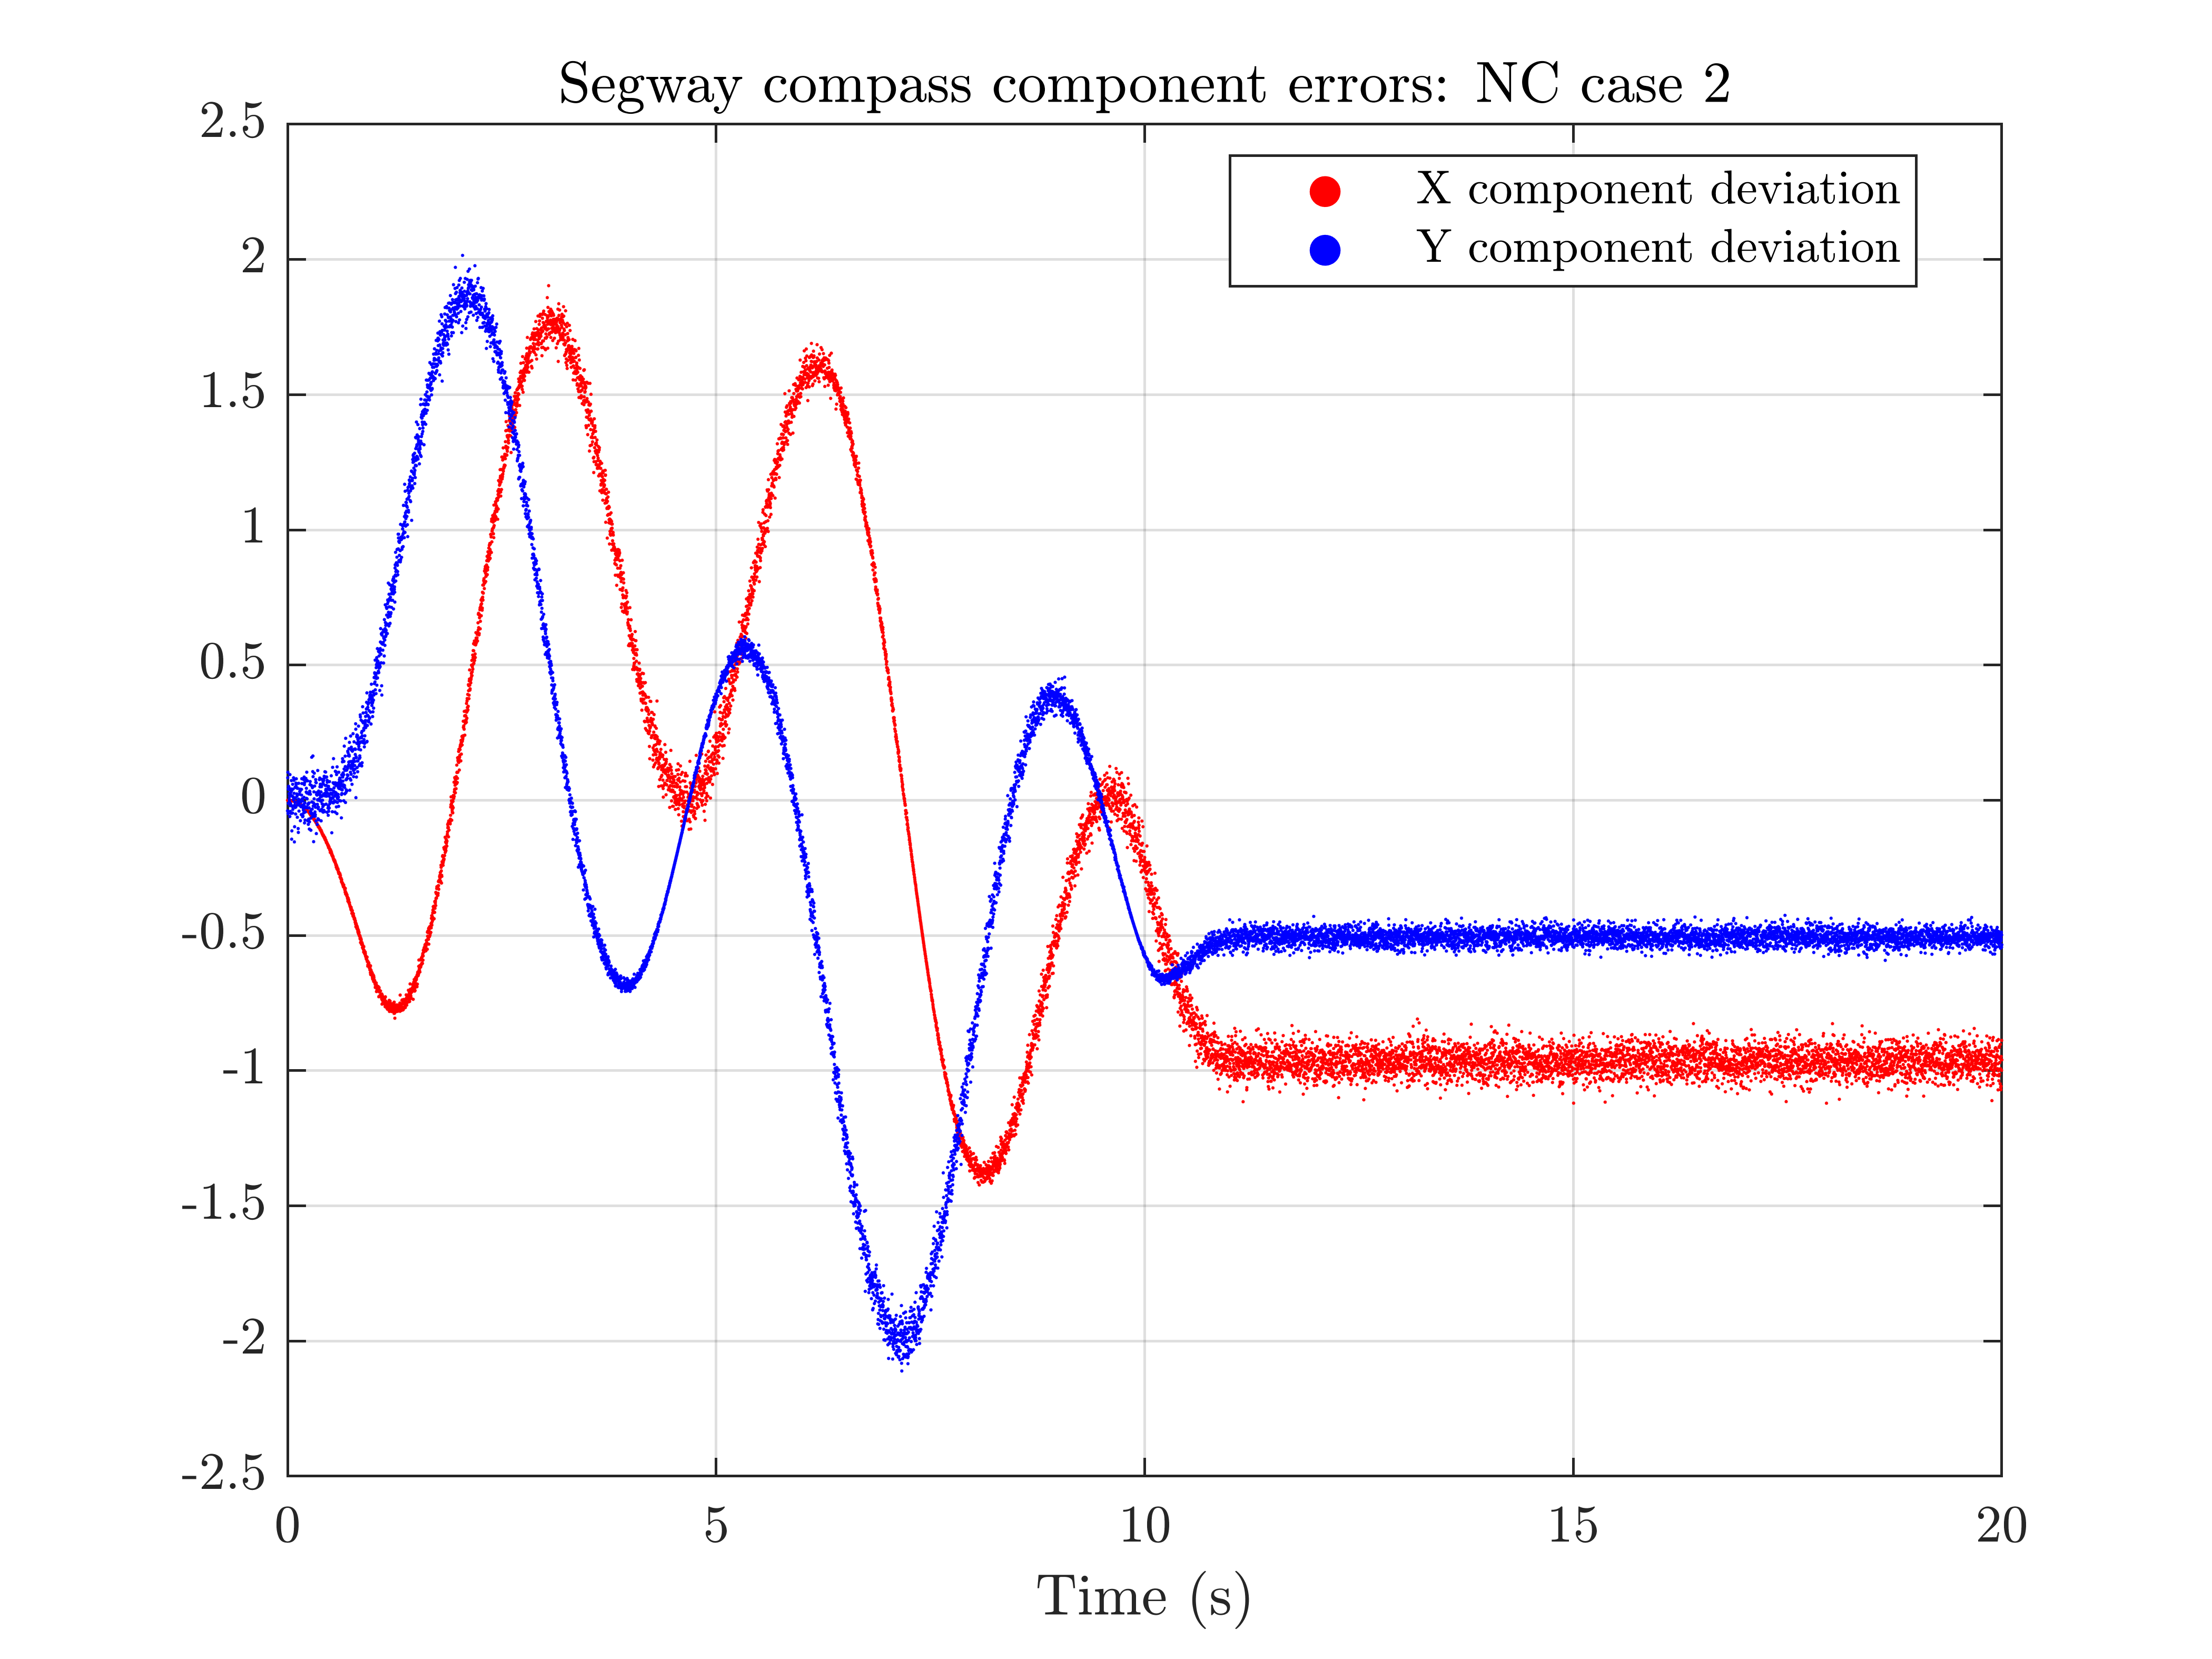 Segway compass component errors: NC case 2
2.5
2
1.5
1
0.5
0
-0.5
-1
-1.5
-2
-2.5
X component deviation
Y component deviation
0 5 10 15 20
Time (s)